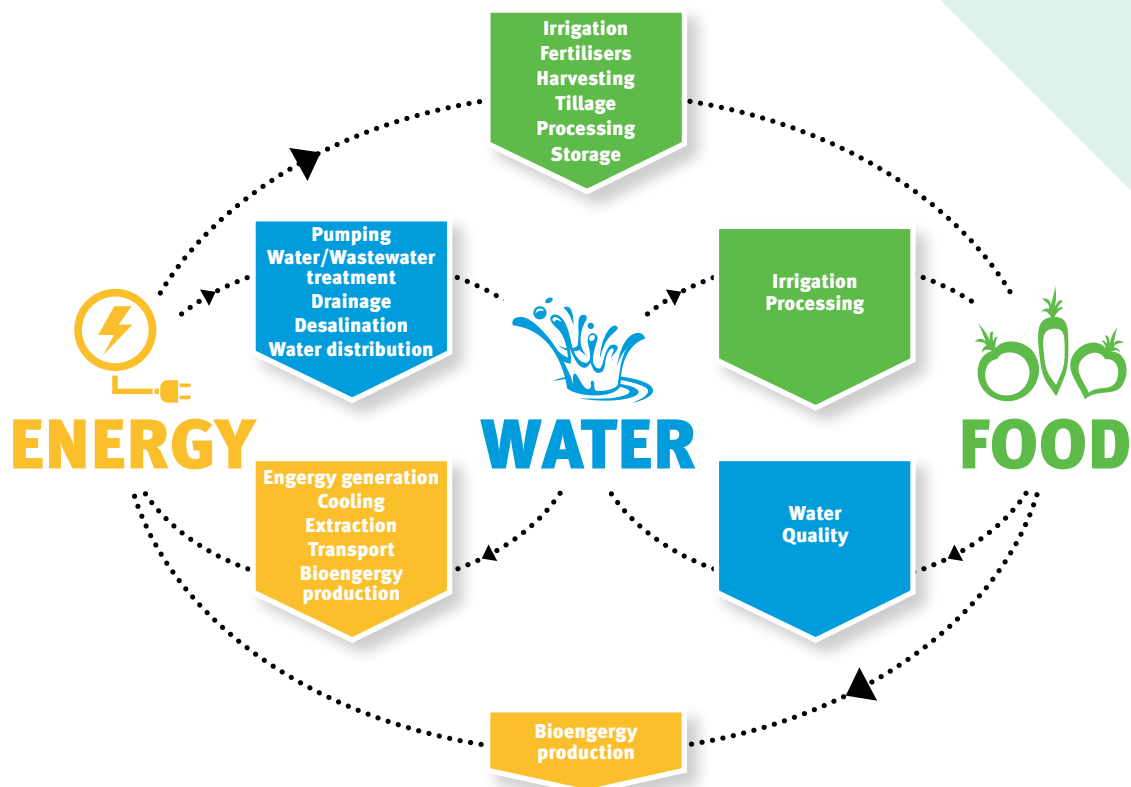 Irrigation
Fertilisers
Harvesting
Tillage
Processing
Storage
Pumping
Water/Wastewater
treatment
Drainage
Desalination
Water distribution
Irrigation
Processing
ENERGY
WATER
FOOD
Engergy generation
Cooling
Extraction
Transport
Bioengergy
production
Water
Quality
Bioengergy
production